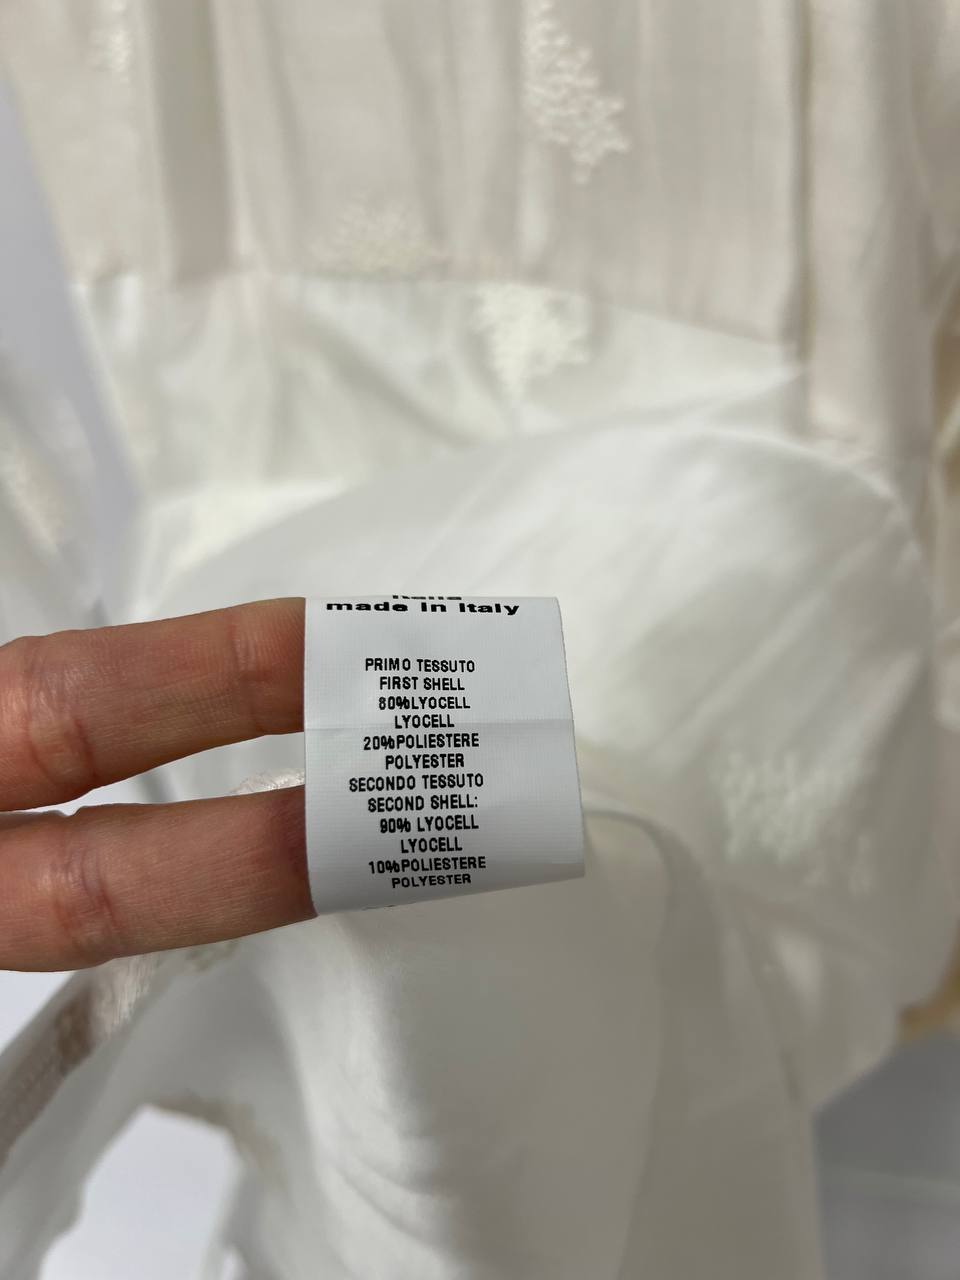 made in Italy
PRIMO TESSUTO
FIRST SHELL
80%LYOCELL
LYOCELL
20%POLIESTERE
POLYESTER
SECONDO TESSUTO
SECOND SHELL:
90% LYOCELL
LYOCELL
10%POLIESTERE
POLYESTER